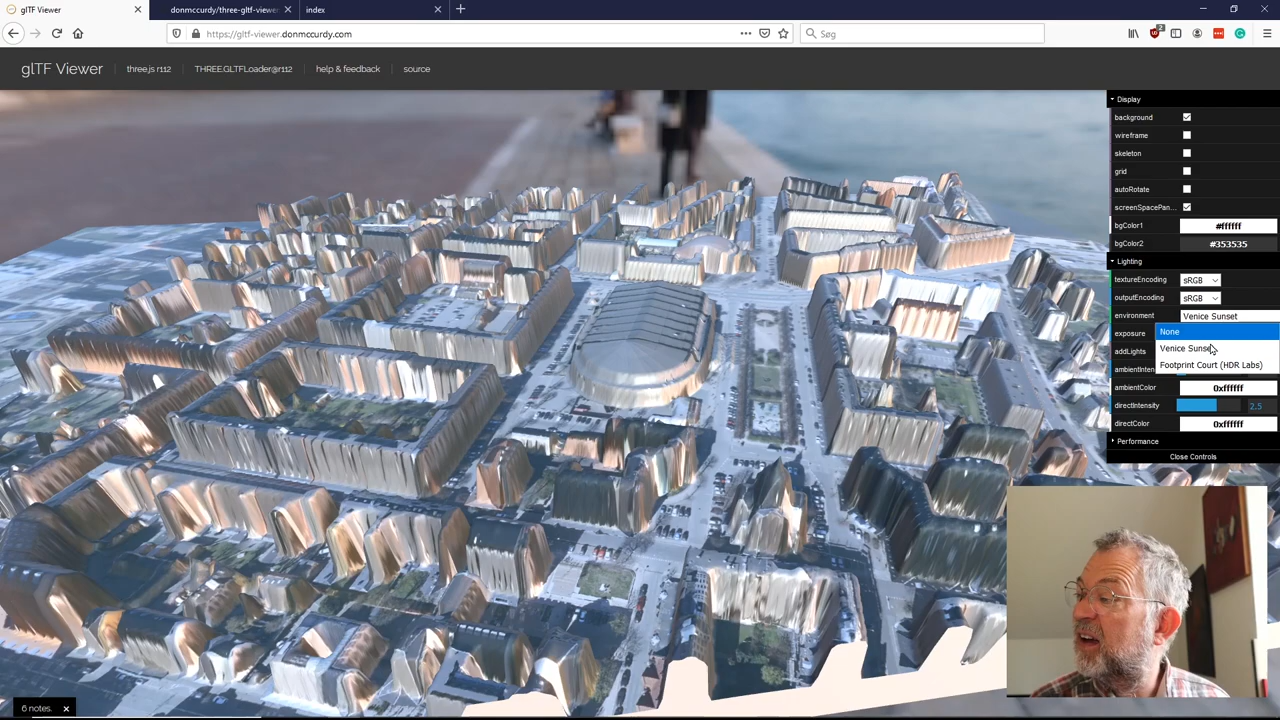 glTF Viewer
donmccurdy/three-gltf-viewer
index
https://gltf-viewer.donmccurdy.com
Søg
2
glTF Viewer
three.js r112
THREE.GLTFLoader@r112
help & feedback
source
Display
background
wireframe
skeleton
grid
autoRotate
screenSpacePan...
bgColor1
#ffffff
bgColor2
#353535
Lighting
textureEncoding
sRGB
outputEncoding
sRGB
environment
Venice Sunset
exposure
None
Venice Sunset
addLights
Footprint Court (HDR Labs)
ambientInten
ambientColor
0xffffff
directIntensity
2.5
directColor
0xffffff
Performance
Close Controls
6 notes.